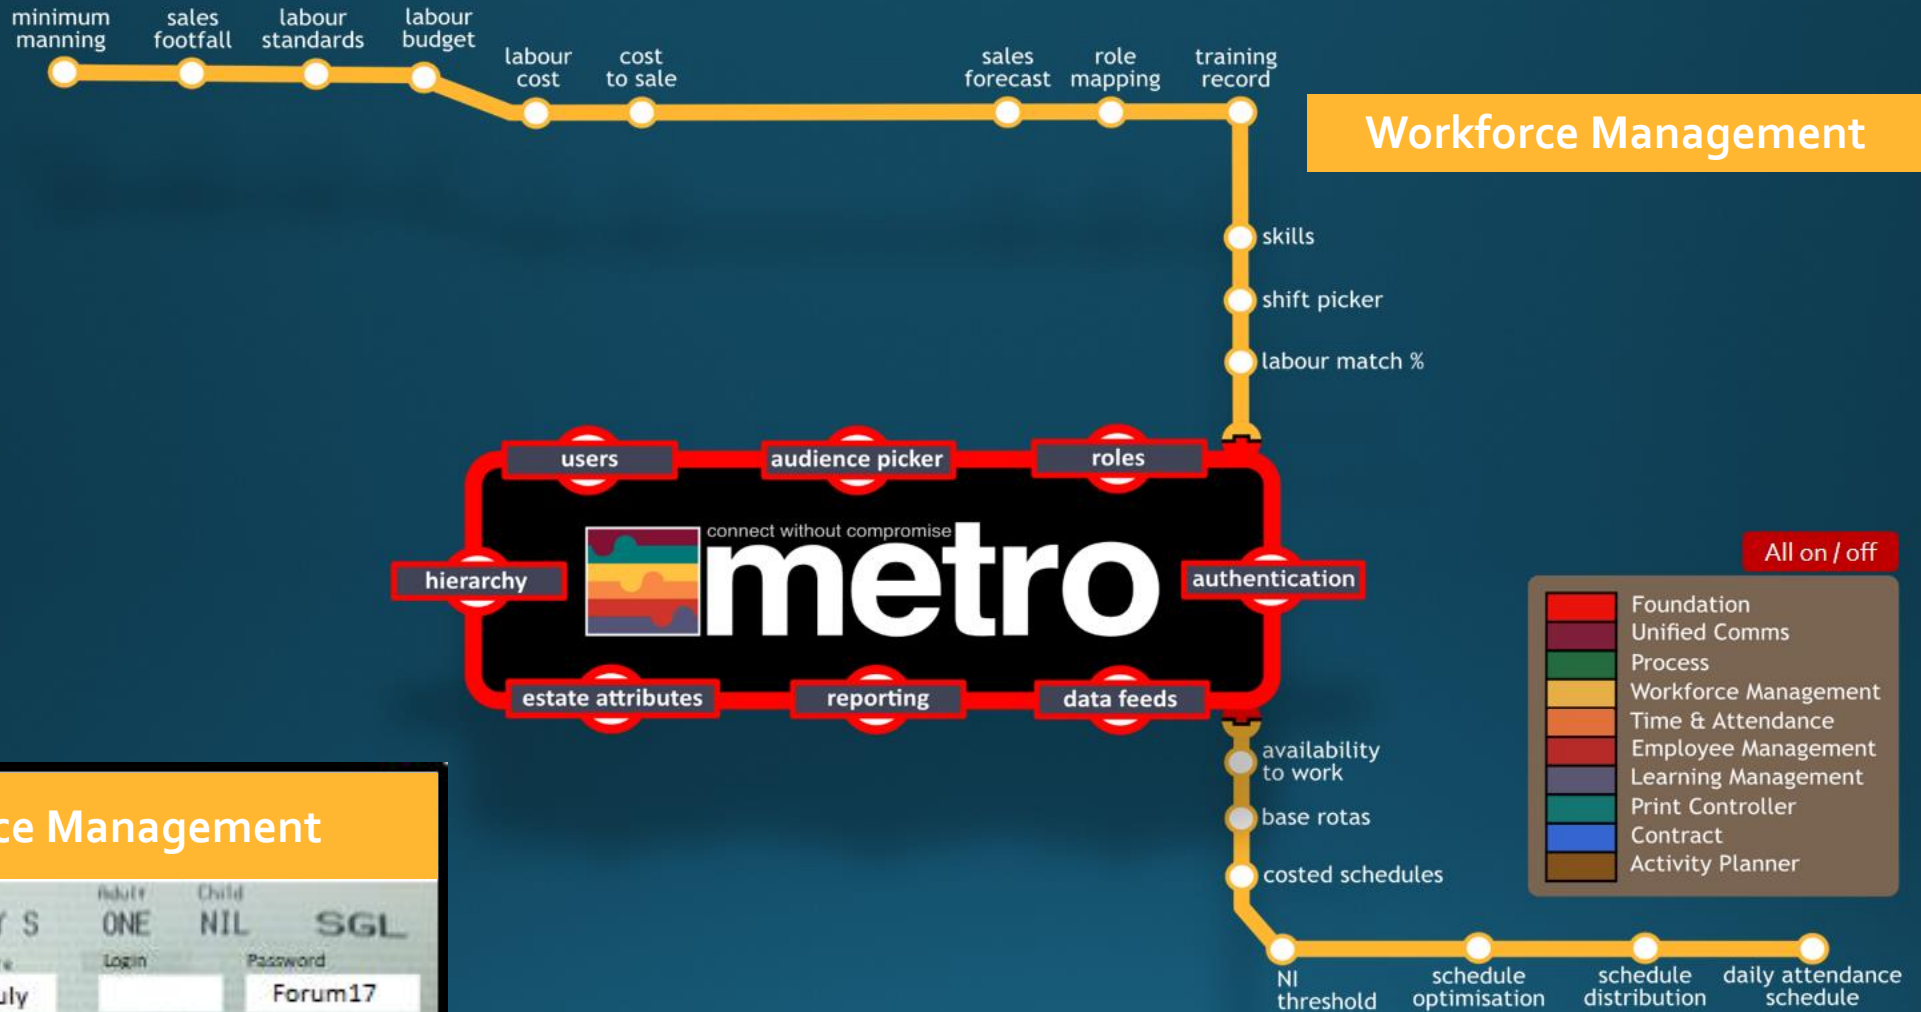 minimum
manning
sales
footfall
labour
standards
labour
budget
labour
cost
cost
to sale
sales
forecast
role
mapping
training
record
Workforce Management
skills
shift picker
labour match %
users
audience picker
roles
connect without compromise
metro
hierarchy
authentication
estate attributes
reporting
data feeds
All on / off
Foundation
Unified Comms
Process
Workforce Management
Time & Attendance
Employee Management
Learning Management
Print Controller
Contract
Activity Planner
availability
to work
base rotas
costed schedules
NI
threshold
schedule
optimisation
schedule
distribution
daily attendance
schedule
ce Management
Adult Child
S ONE NIL SGL
Login Password
uly Forum17